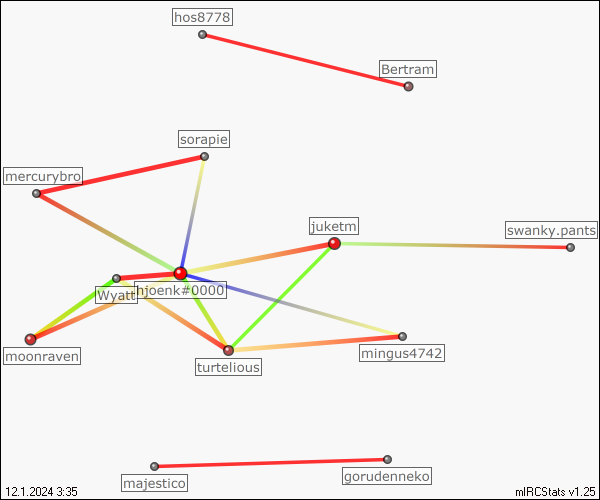 hos8778
Bertram
sorapie
mercurybro
juketm
swanky.pants
hjoenk#0000
Wyatt
moonraven
mingus4742
turtelious
gorudenneko
majestico
12.1.2024 3:35
mIRCStats v1.25